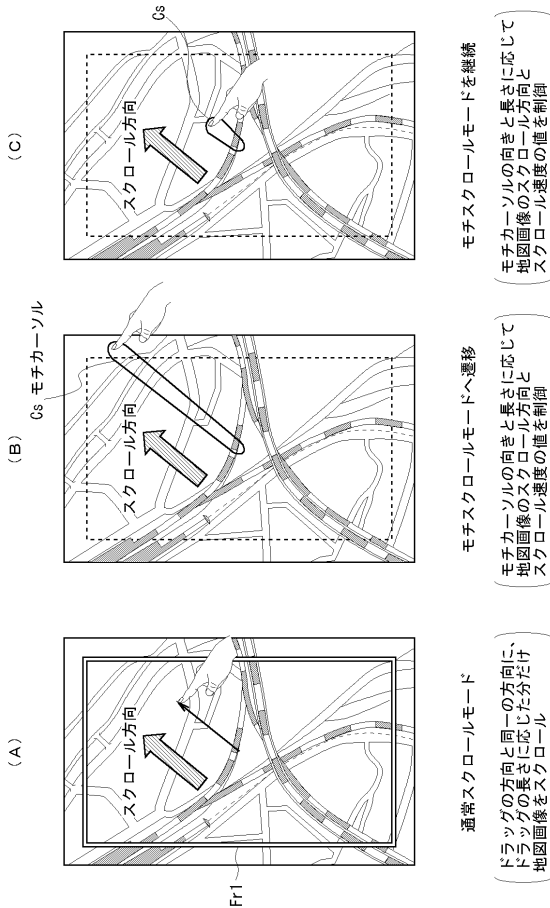 (A)
スクロール方向
Fr1
通常スクロールモード
ドラッグの方向と同一の方向に、
ドラッグの長さに応じた分だけ
地図画像をスクロール
(B)
Cs モチカーソル
スクロール方向
モチスクロールモードへ遷移
モチカーソルの向きと長さに応じて
地図画像のスクロール方向と
スクロール速度の値を制御
(C)
Cs
スクロール方向
モチスクロールモードを継続
モチカーソルの向きと長さに応じて
地図画像のスクロール方向と
スクロール速度の値を制御